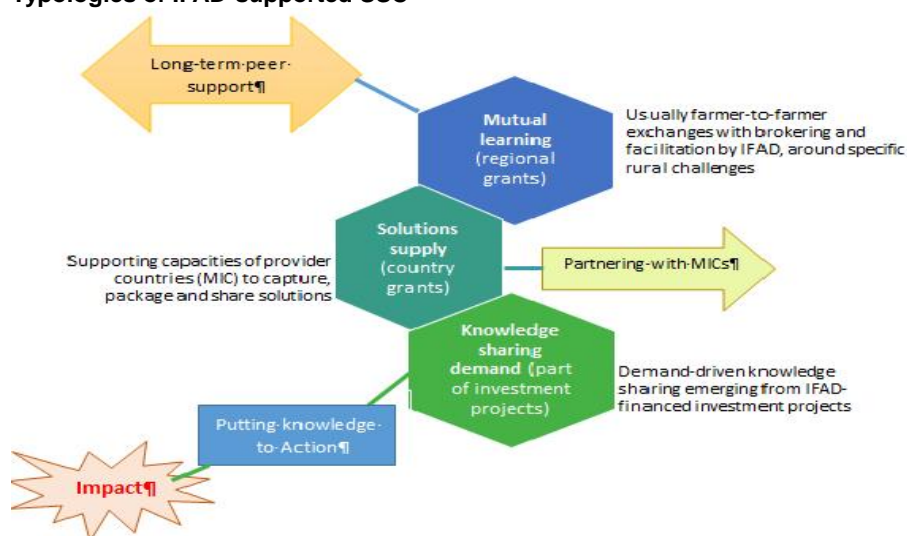 Typologies of IFAD-supported SSC
Long-term·peer·
support¶
Mutual
learning
(regional
grants)
Usually farmer-to-farmer
exchanges with brokering and
facilitation by IFAD, around specific
rural challenges
Solutions
supply
(country
grants)
Supporting capacities of provider
countries (MIC) to capture,
package and share solutions
Partnering·with·MICs¶
Knowledge
sharing
demand (part
of investment
projects)
Demand-driven knowledge
sharing emerging from IFAD-
financed investment projects
Putting·knowledge·
to·Action¶
Impact¶